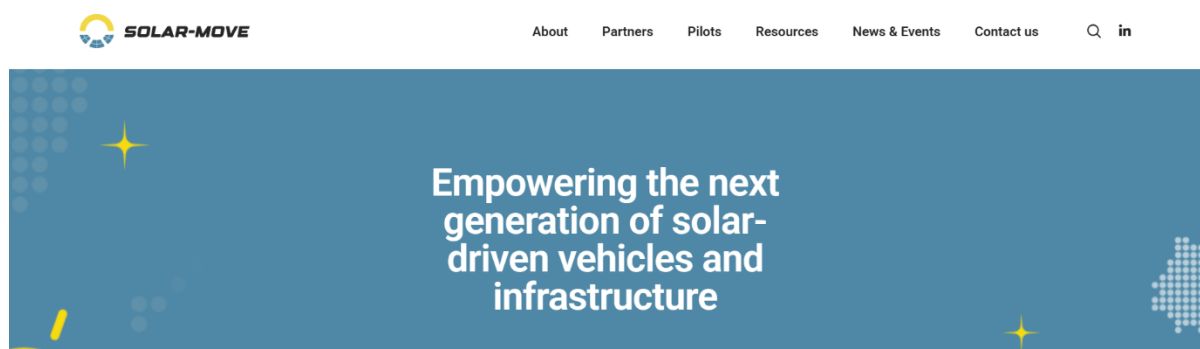 SOLAR-MOVE
About Partners Pilots Resources News & Events Contact us in
Empowering the next
generation of solar-
driven vehicles and
infrastructure